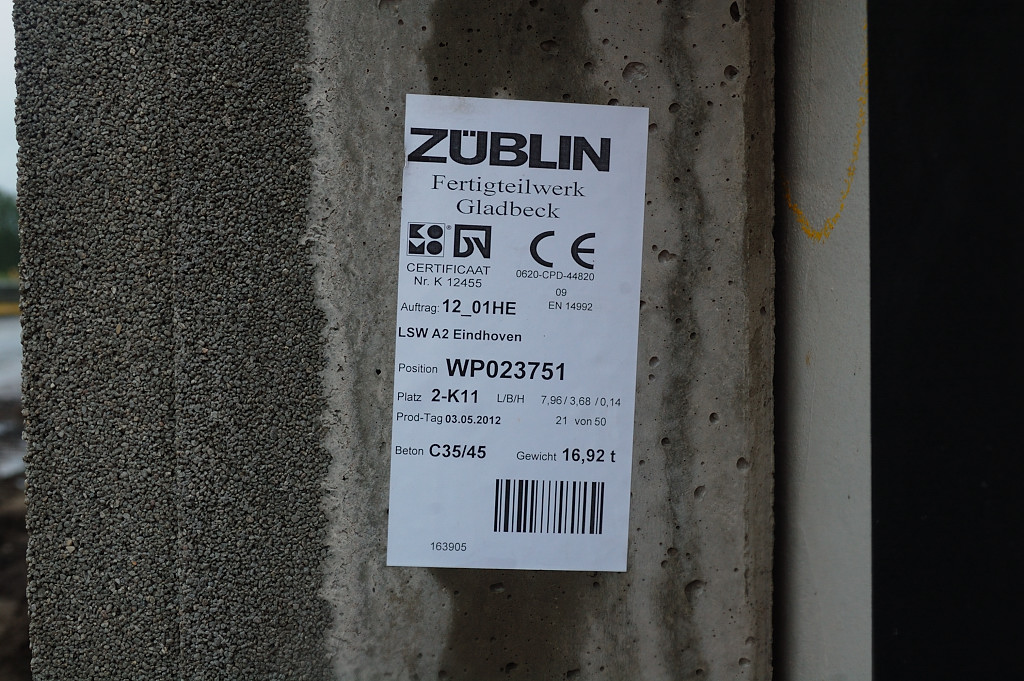 ZÜBLIN
Fertigteilwerk
Gladbeck
KOMO®
CERTIFICAAT
Nr. K 12455
CE
0620-CPD-44820
09
EN 14992
Auftrag: 12_01HE
LSW A2 Eindhoven
Position WP023751
Platz 2-K11 L/B/H 7,96 / 3,68 / 0,14
Prod-Tag 03.05.2012 21 von 50
Beton C35/45 Gewicht 16,92 t
163905